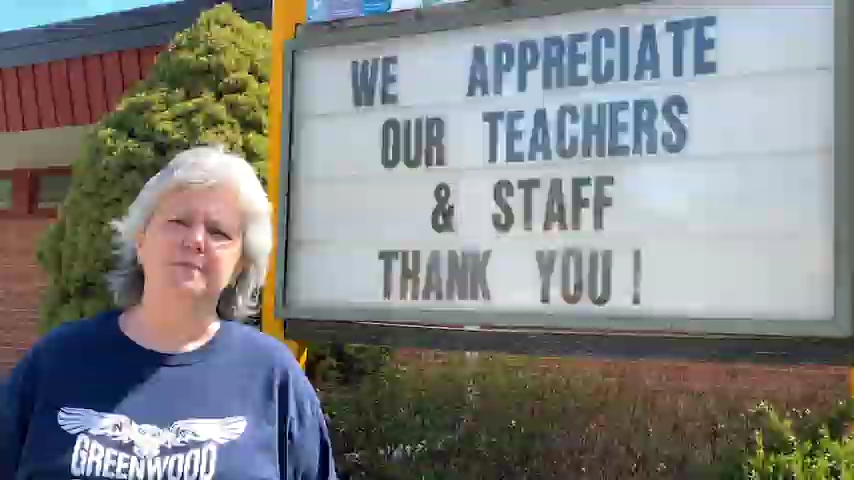 WE APPRECIATE
OUR TEACHERS
& STAFF
THANK YOU!
GREENWOOD